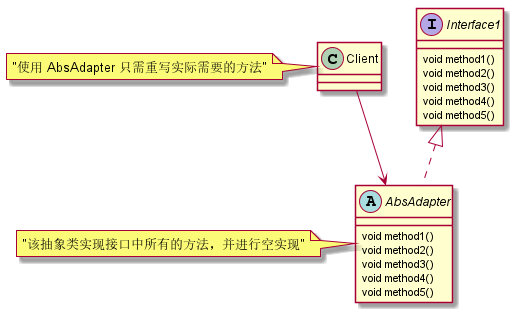 I Interface1
void method1()
void method2()
void method3()
void method4()
void method5()
"使用 AbsAdapter 只需重写实际需要的方法"
C Client
A AbsAdapter
void method1()
void method2()
void method3()
void method4()
void method5()
"该抽象类实现接口中所有的方法，并进行空实现"